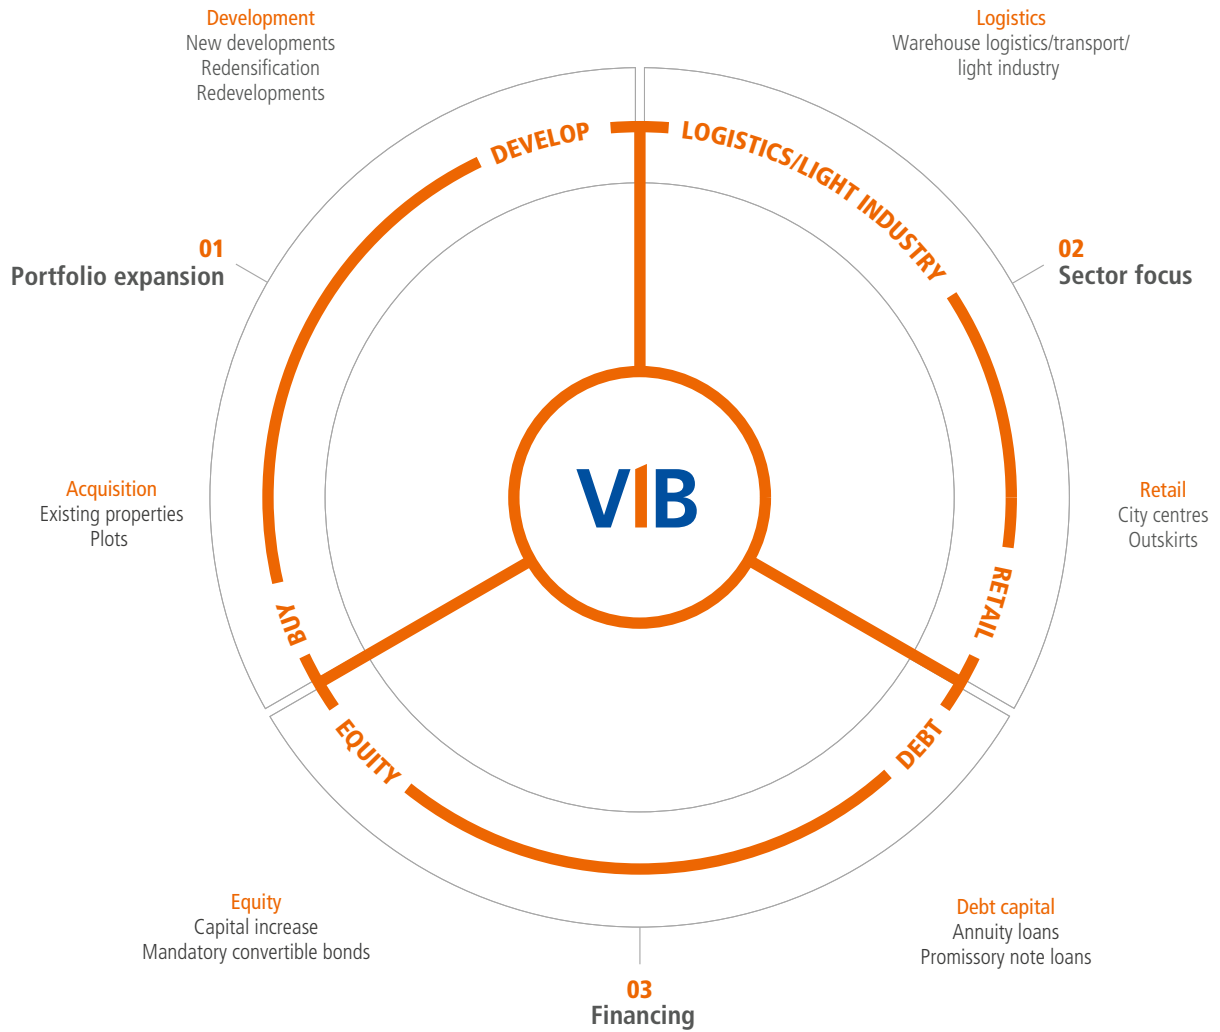 Development
New developments
Redensification
Redevelopments
Logistics
Warehouse logistics/transport/
light industry
DEVELOP
LOGISTICS/LIGHT INDUSTRY
01
Portfolio expansion
02
Sector focus
VIB
Acquisition
Existing properties
Plots
Retail
City centres
Outskirts
BUY
RETAIL
EQUITY
DEBT
Equity
Capital increase
Mandatory convertible bonds
Debt capital
Annuity loans
Promissory note loans
03
Financing